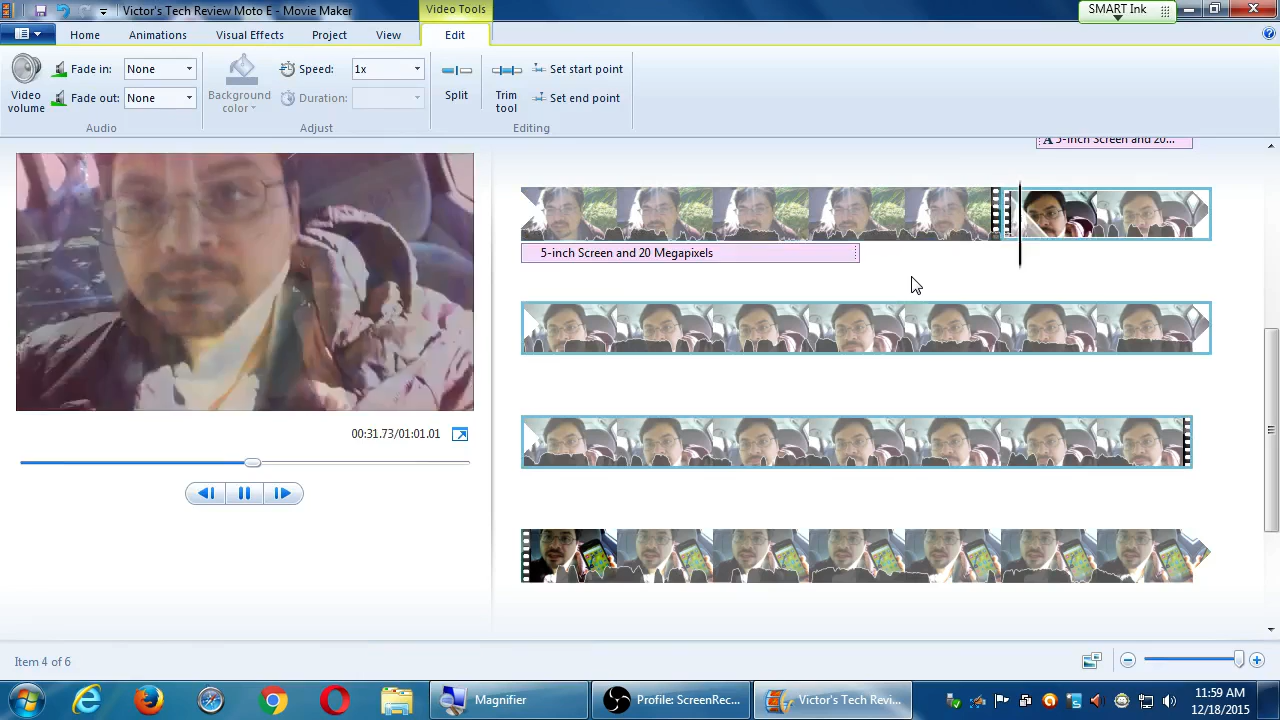 Victor's Tech Review Moto E - Movie Maker
Video Tools
SMART Ink
Home
Animations
Visual Effects
Project
View
Edit
Video volume
Fade in:
None
Fade out:
None
Audio
Background color
Speed:
1x
Duration:
Adjust
Split
Trim tool
Set start point
Set end point
Editing
A 5-inch Screen and 20...
5-inch Screen and 20 Megapixels
00:31.73/01:01.01
Item 4 of 6
Magnifier
Profile: ScreenRec...
Victor's Tech Revi...
11:59 AM
12/18/2015